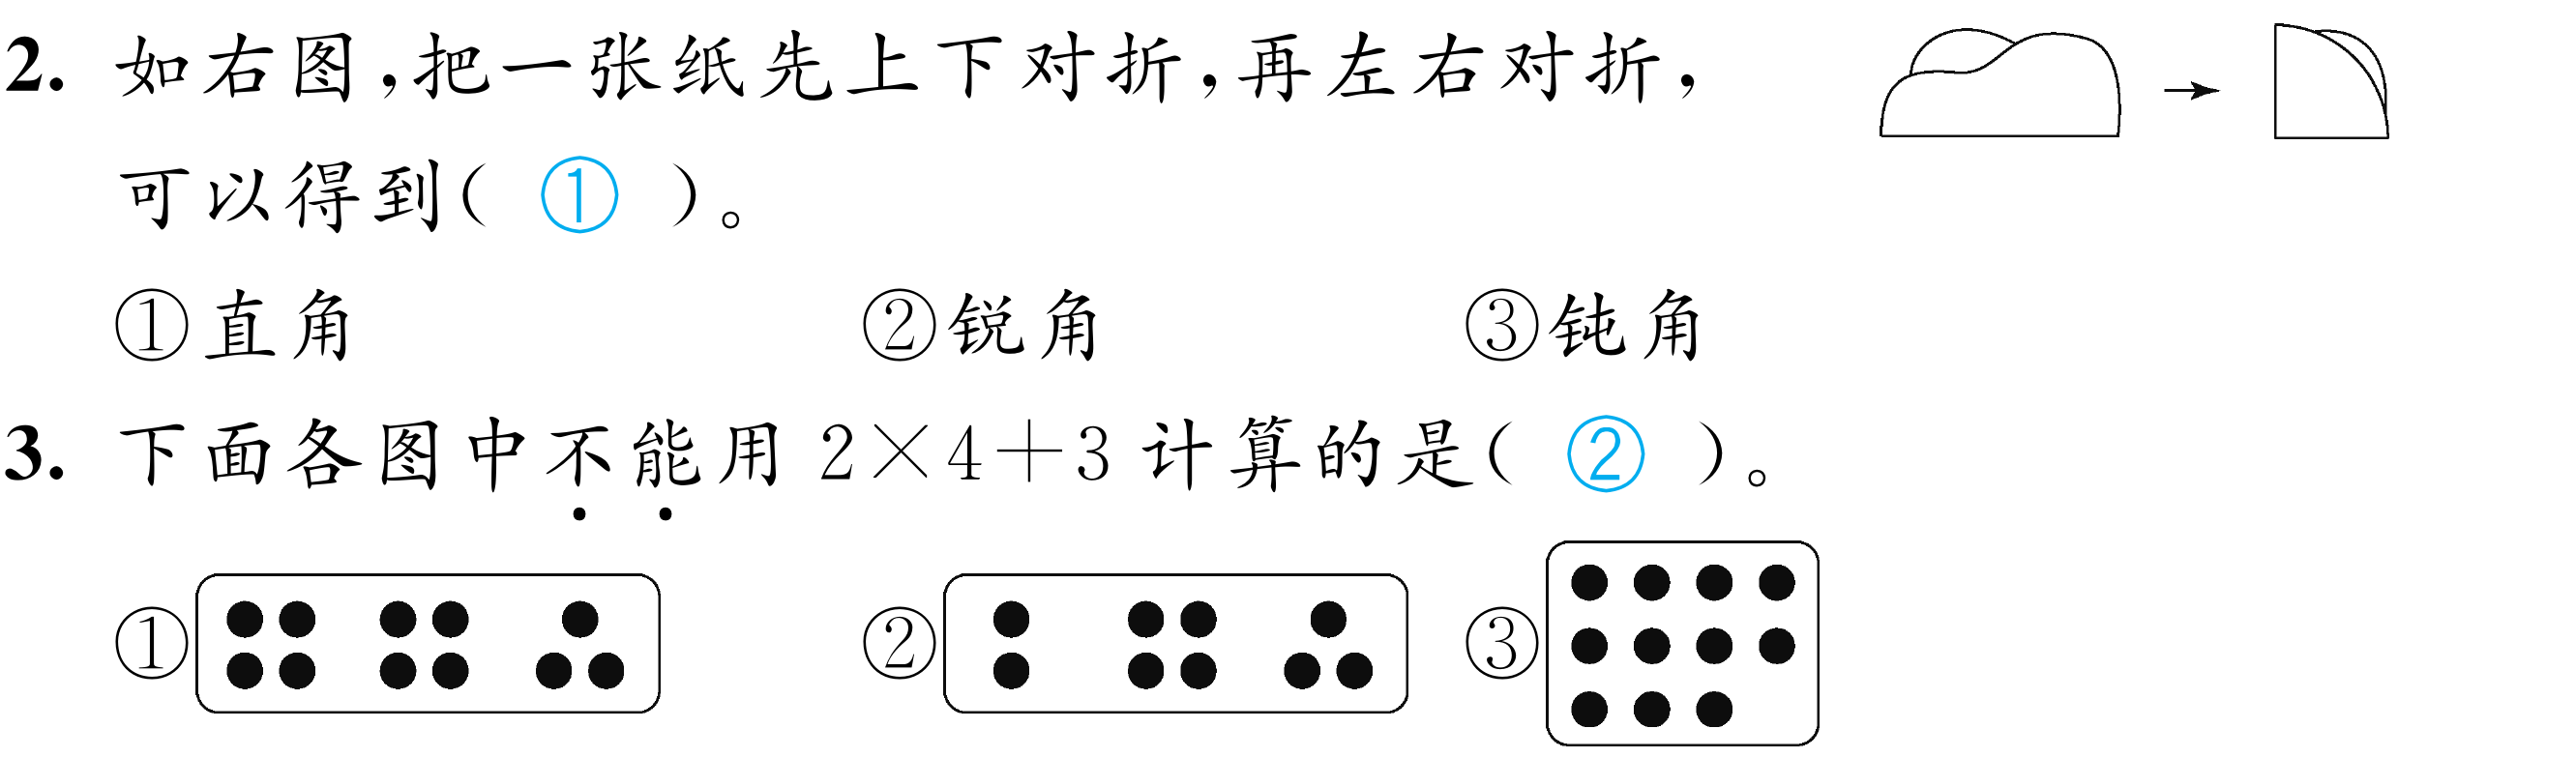 2. 如右图,把一张纸先上下对折,再左右对折,
可以得到( ① )。
①直角 ②锐角 ③钝角
3. 下面各图中不能用 2×4+3 计算的是( ② )。
① ② ③